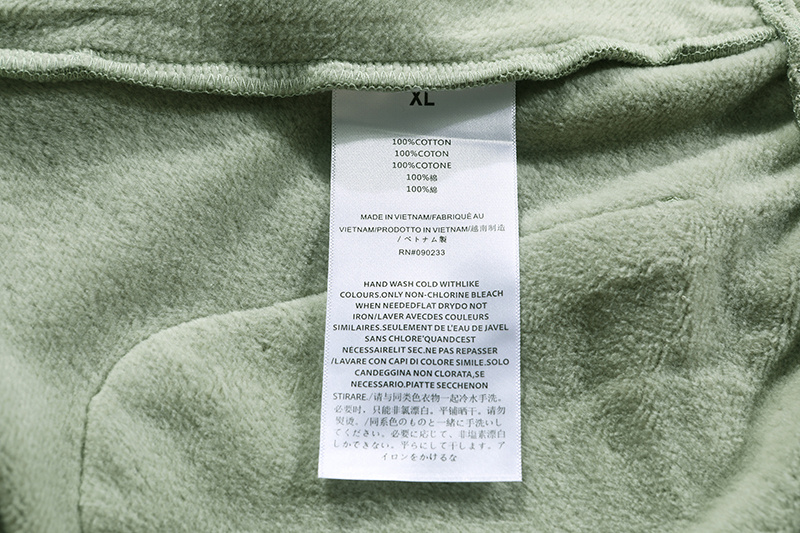 XL
100%COTTON
100%COTON
100%COTONE
100%棉
100%綿
MADE IN VIETNAM/FABRIQUÉ AU
VIETNAM/PRODOTTO IN VIETNAM/越南制造
/ベトナム製
RN#090233
HAND WASH COLD WITHLIKE
COLOURS.ONLY NON-CHLORINE BLEACH
WHEN NEEDEDFLAT DRYDO NOT
IRON/LAVER AVECDES COULEURS
SIMILAIRES.SEULEMENT DE L'EAU DE JAVEL
SANS CHLORE'QUANDCEST
NECESSAIRELIT SEC.NE PAS REPASSER
/LAVARE CON CAPI DI COLORE SIMILE.SOLO
CANDEGGINA NON CLORATA,SE
NECESSARIO.PIATTE SECCHENON
STIRARE./请与同类色衣物一起冷水手洗。
必要时，只能非氯漂白。平铺晒干。请勿
熨烫。/同系色のものと一緒に手洗いし
てください。必要に応じて、非塩素漂白
しかできない。平らにして干します。ア
イロンをかけるな